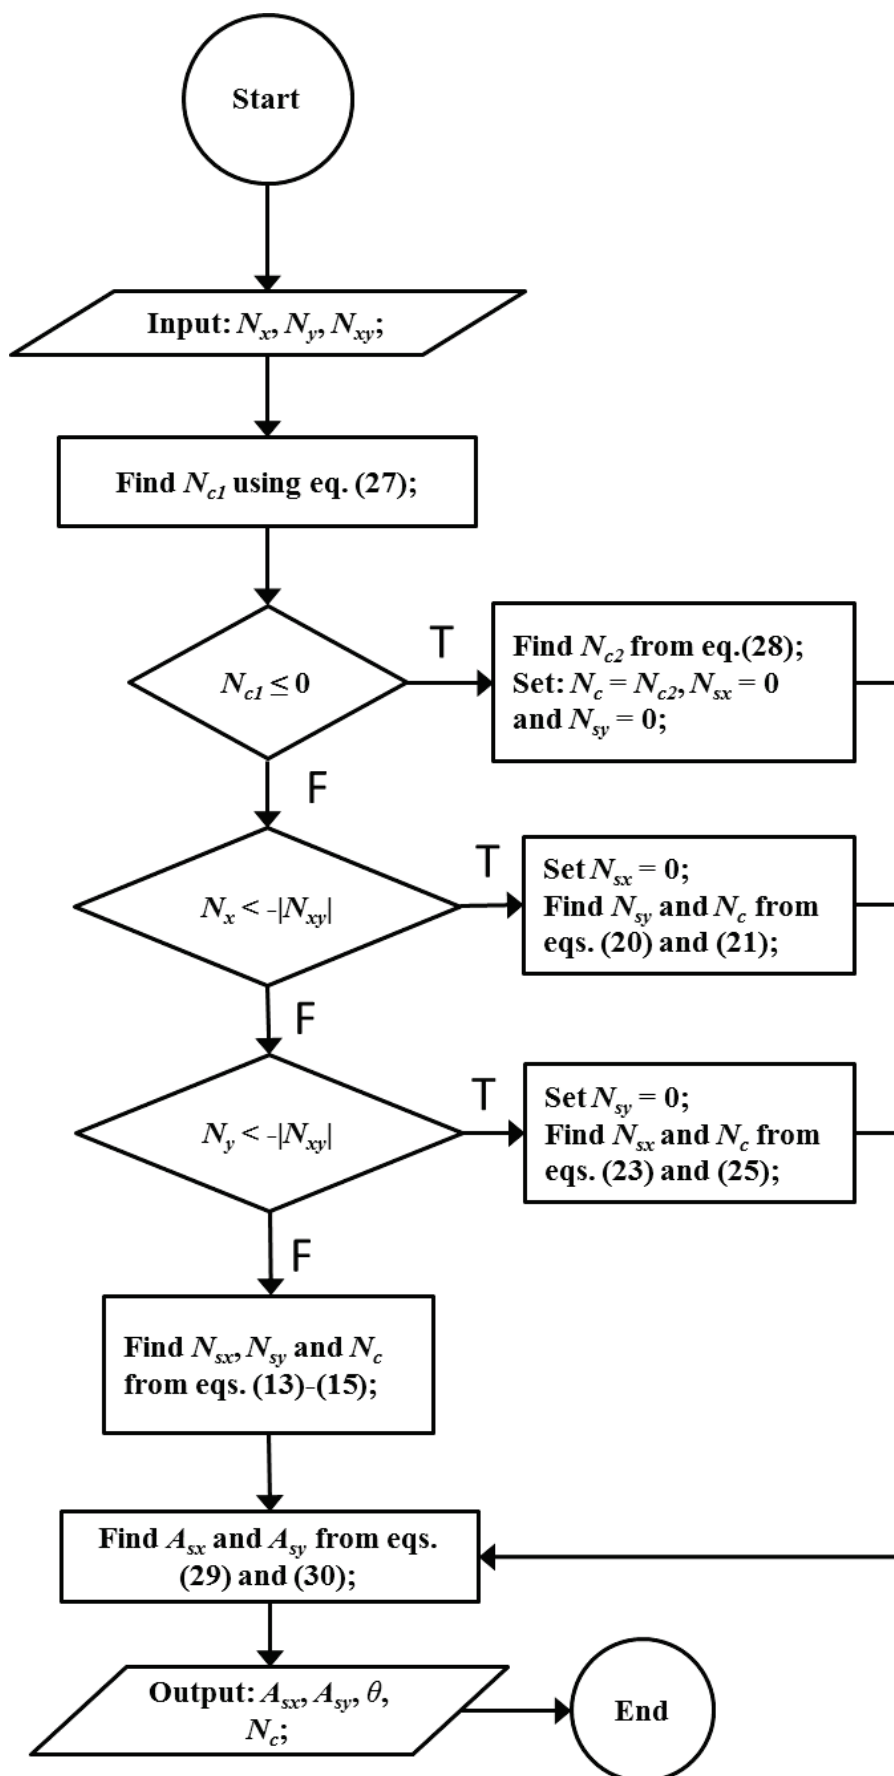 Start
Input: Nx, Ny, Nxy;
Find Nc1 using eq. (27);
Nc1 ≤ 0
T
Find Nc2 from eq.(28);
Set: Nc = Nc2, Nsx = 0
and Nsy = 0;
F
Nx < -|Nxy|
T
Set Nsx = 0;
Find Nsy and Nc from
eqs. (20) and (21);
F
Ny < -|Nxy|
T
Set Nsy = 0;
Find Nsx and Nc from
eqs. (23) and (25);
F
Find Nsx, Nsy and Nc
from eqs. (13)-(15);
Find Asx and Asy from eqs.
(29) and (30);
Output: Asx, Asy, θ,
Nc;
End